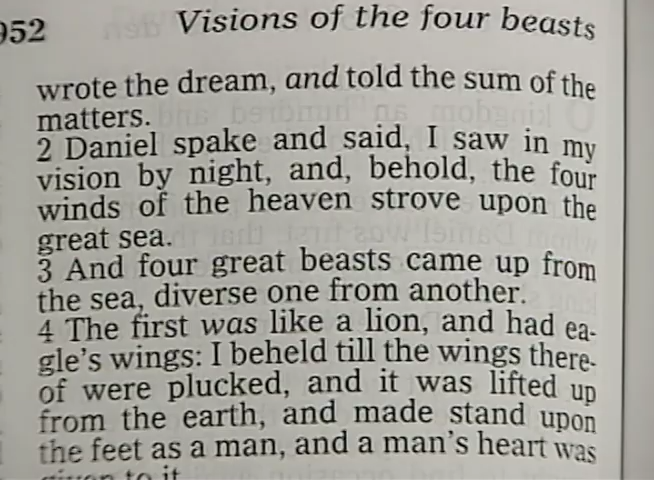 952 Visions of the four beasts
wrote the dream, and told the sum of the
matters.
2 Daniel spake and said, I saw in my
vision by night, and, behold, the four
winds of the heaven strove upon the
great sea.
3 And four great beasts came up from
the sea, diverse one from another.
4 The first was like a lion, and had ea-
gle's wings: I beheld till the wings there-
of were plucked, and it was lifted up
from the earth, and made stand upon
the feet as a man, and a man's heart was
given to it